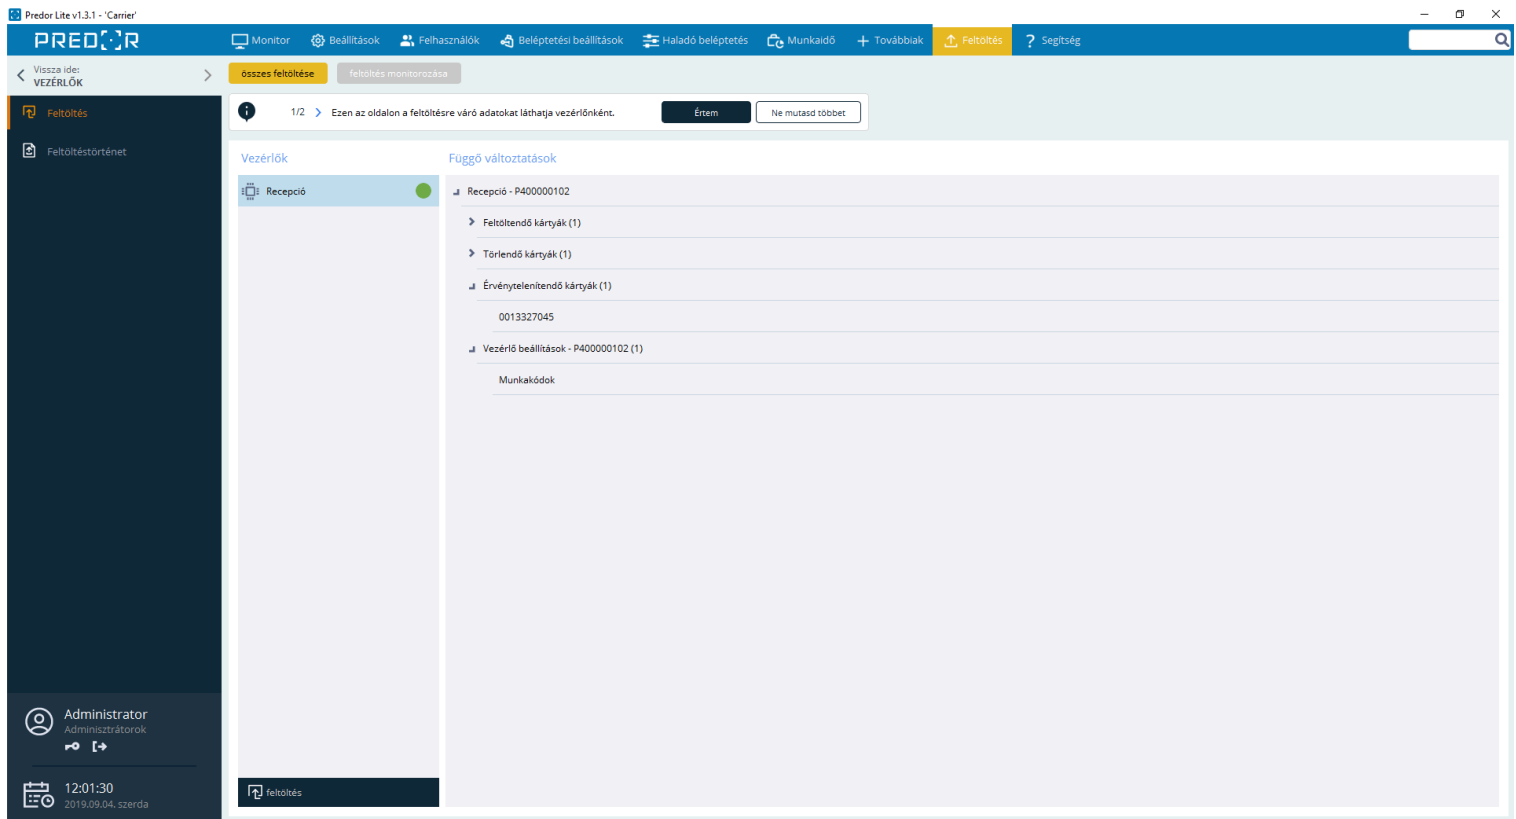 Predor Lite v1.3.1 - 'Carrier'
PREDOR
Monitor
Beállítások
Felhasználók
Beléptetési beállítások
Haladó beléptetés
Munkaidő
Továbbiak
Feltöltés
Segítség
Vissza ide:
VEZÉRLŐK
összes feltöltése
feltöltés monitorozása
Feltöltés
Feltöltéstörténet
1/2 Ezen az oldalon a feltöltésre váró adatokat láthatja vezérlőnként.
Értem
Ne mutasd többet
Vezérlők
Függő változtatások
Recepció
Recepció - P400000102
Feltöltendő kártyák (1)
Törlendő kártyák (1)
Érvénytelenítendő kártyák (1)
0013327045
Vezérlő beállítások - P400000102 (1)
Munkakódok
Administrator
Adminisztrátorok
12:01:30
2019.09.04. szerda
feltöltés